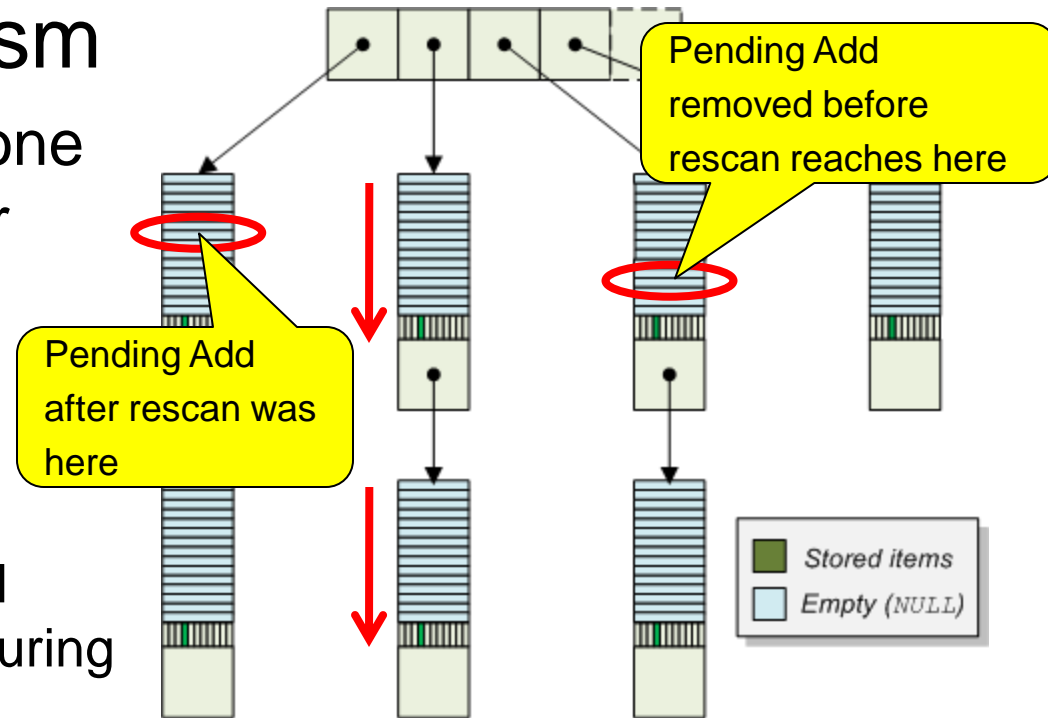 sm
one
r
Pending Add
removed before
rescan reaches here
Pending Add
after rescan was
here
uring
Stored items
Empty (NULL)